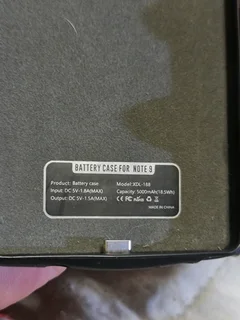 BATTERY CASE FOR NOTE 9
Product: Battery case Model: XDL-188
Input: DC 5V-1.8A(MAX) Capacity: 5000mAh(18.5Wh)
Output: DC 5V-1.5A(MAX)
MADE IN CHINA